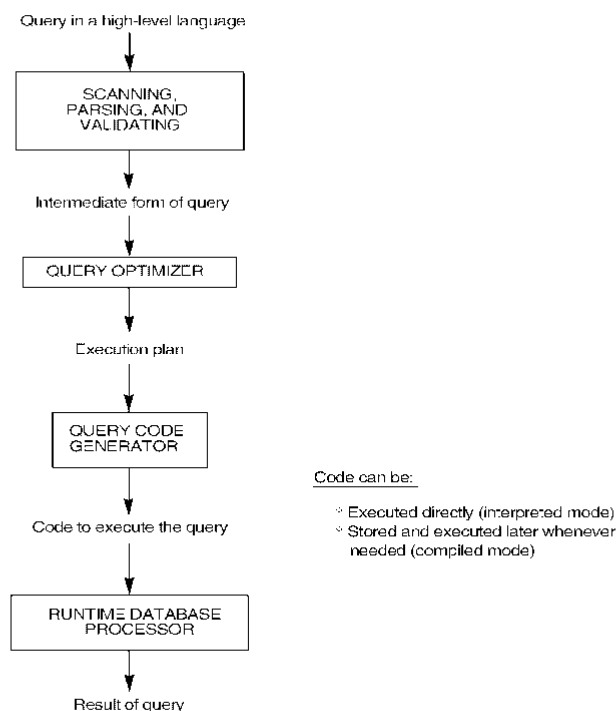 Query in a high-level language
SCANNING,
PARSING, AND
VALIDATING
Intermediate form of query
QUERY OPTIMIZER
Execution plan
QUERY CODE
GENERATOR
Code can be:
° Executed directly (interpreted mode)
° Stored and executed later whenever
needed (compiled mode)
Code to execute the query
RUNTIME DATABASE
PROCESSOR
Result of query